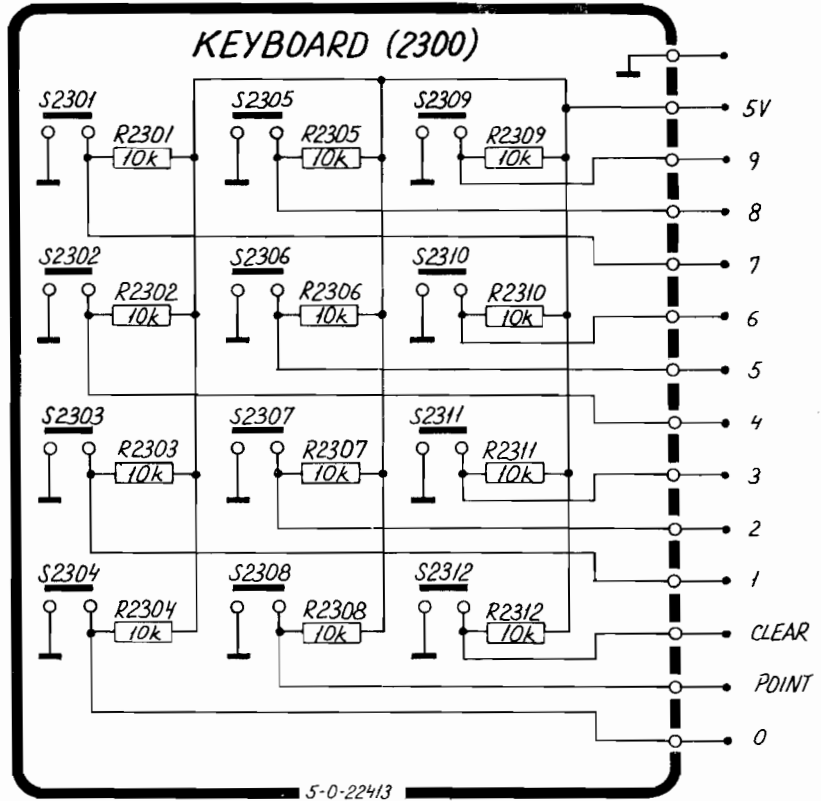 KEYBOARD (2300)
S2301 S2305 S2309
5V
R2301 R2305 R2309
10k 10k 10k
9
8
S2302 S2306 S2310
7
R2302 R2306 R2310
10k 10k 10k
6
5
S2303 S2307 S2311
4
R2303 R2307 R2311
10k 10k 10k
3
2
S2304 S2308 S2312
1
R2304 R2308 R2312
10k 10k 10k
CLEAR
POINT
0
5-0-22413